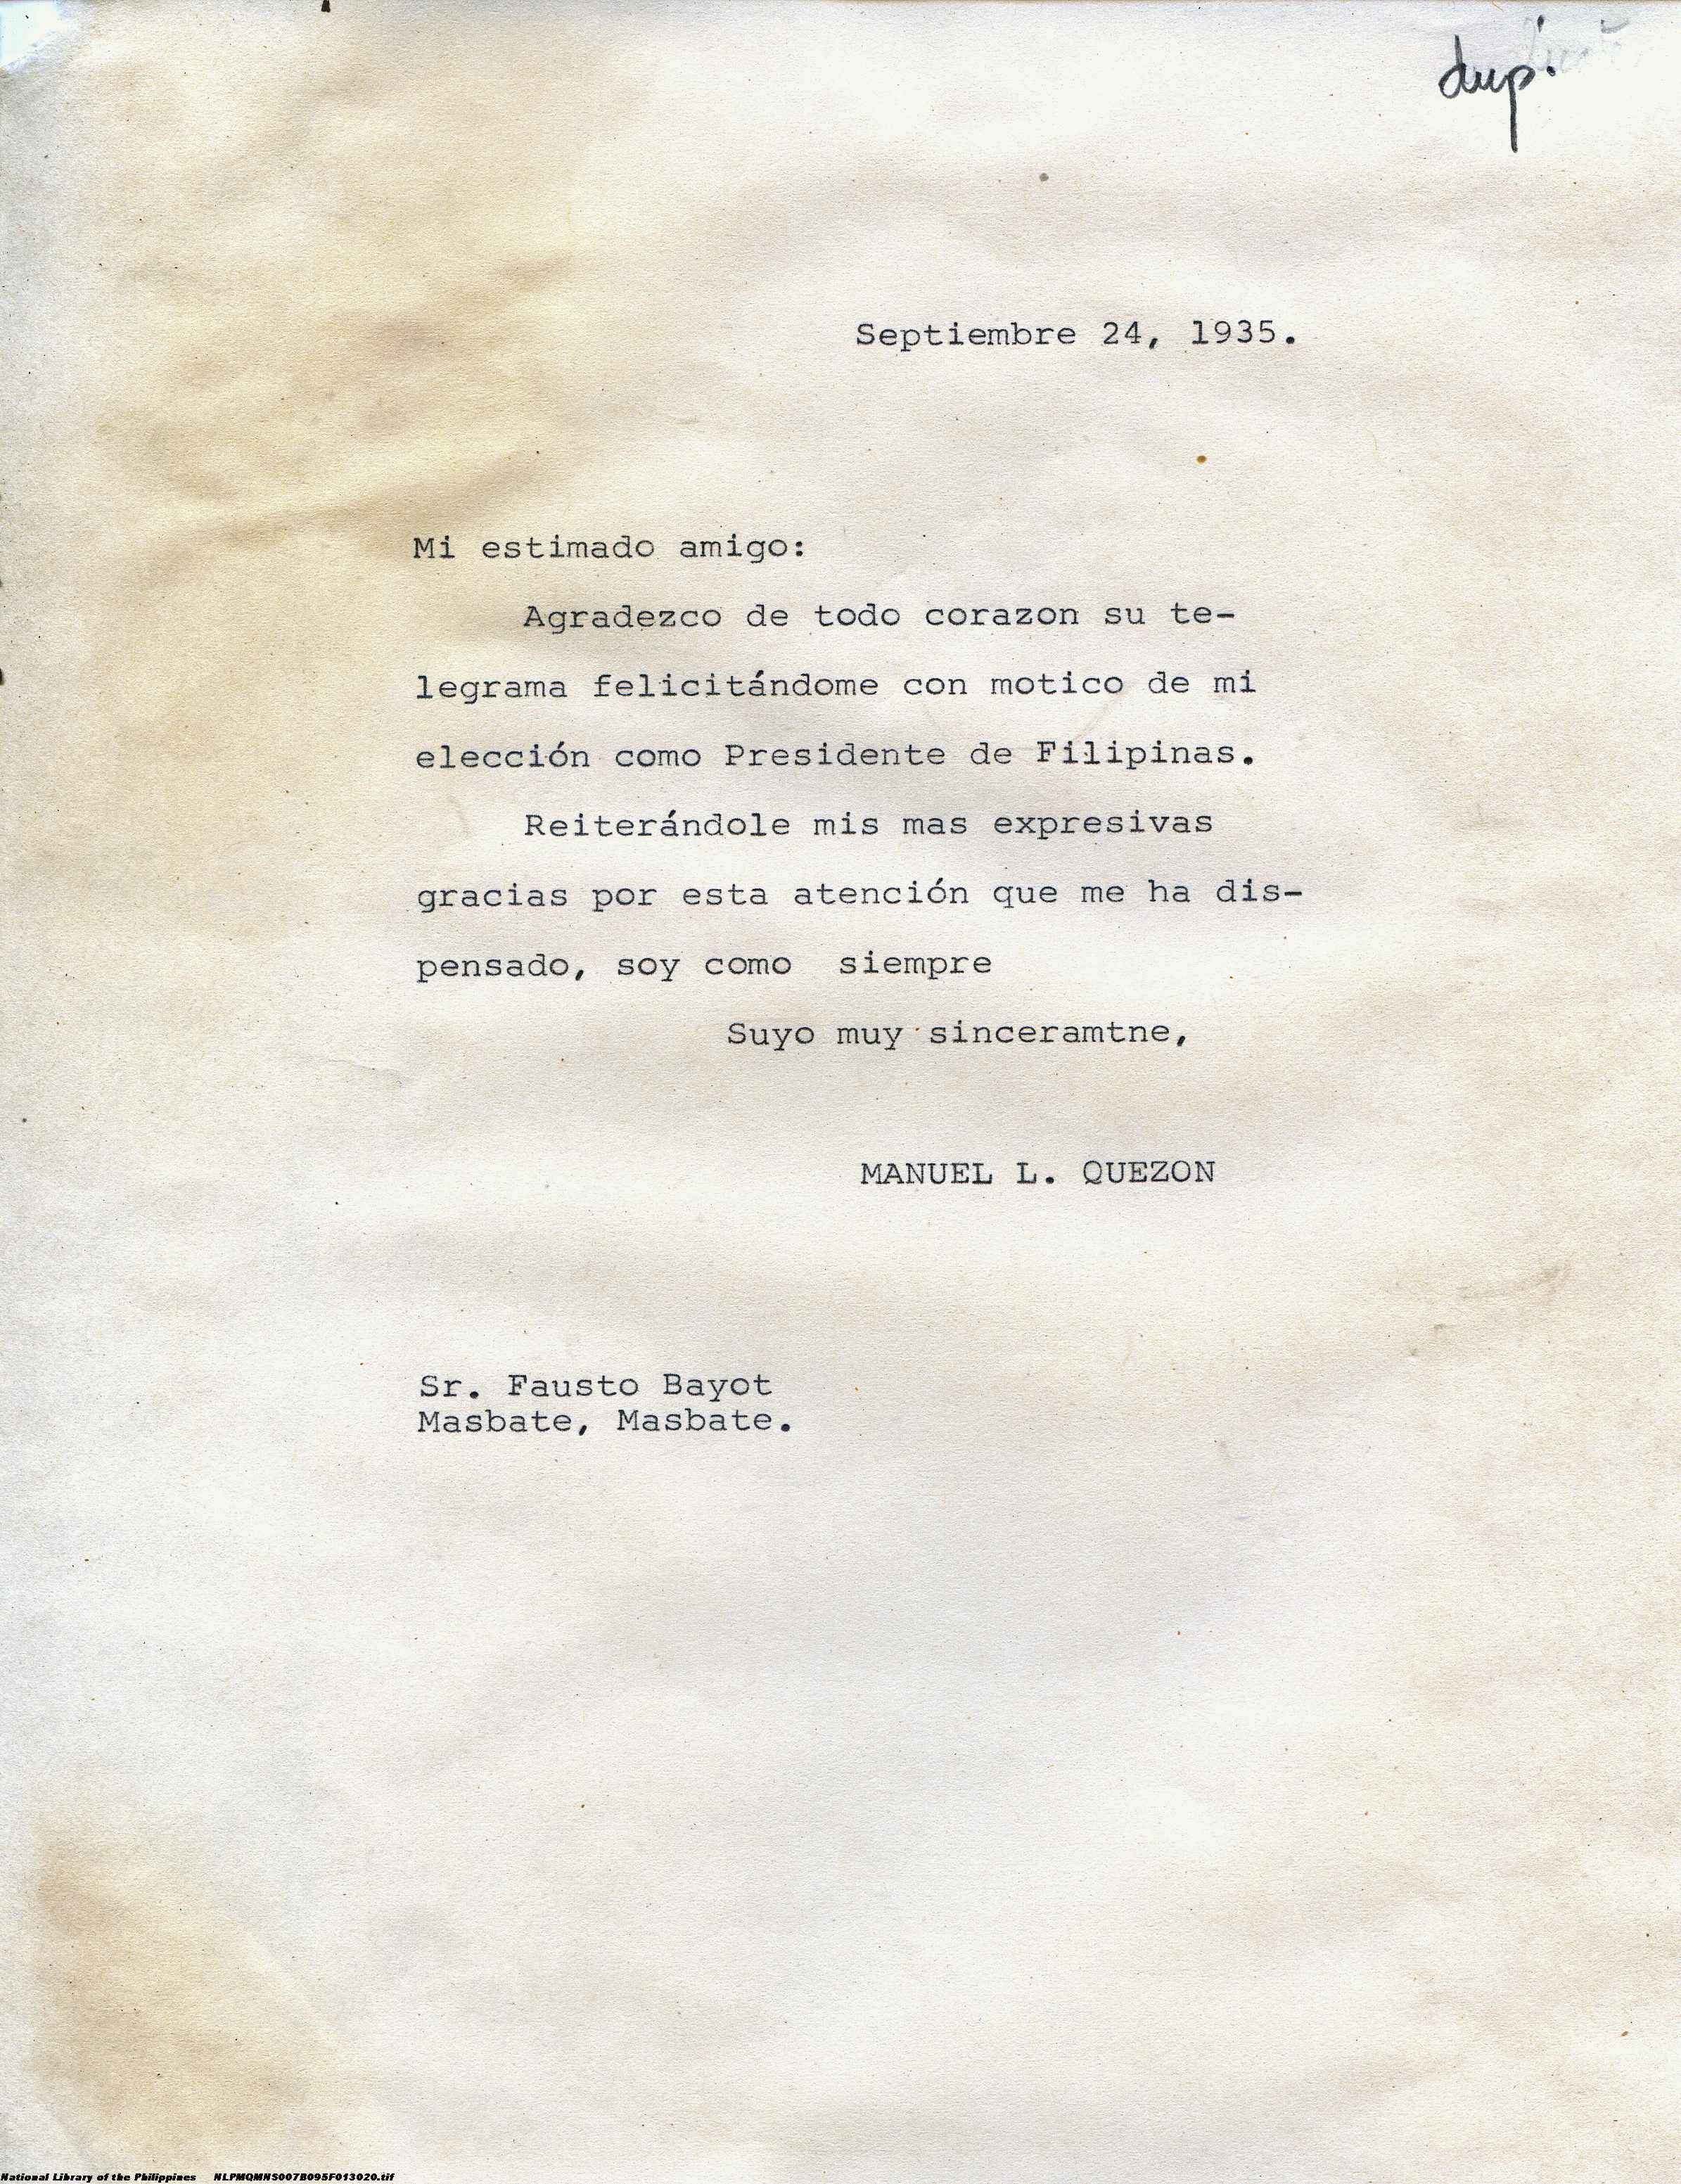 dup.
Septiembre 24, 1935.
Mi estimado amigo:
Agradezco de todo corazon su te-
legrama felicitándome con motico de mi
elección como Presidente de Filipinas.
Reiterándole mis mas expresivas
gracias por esta atención que me ha dis-
pensado, soy como siempre
Suyo muy sinceramtne,
MANUEL L. QUEZON
Sr. Fausto Bayot
Masbate, Masbate.
National Library of the Philippines NLPMQMNS007B095F013020.tif